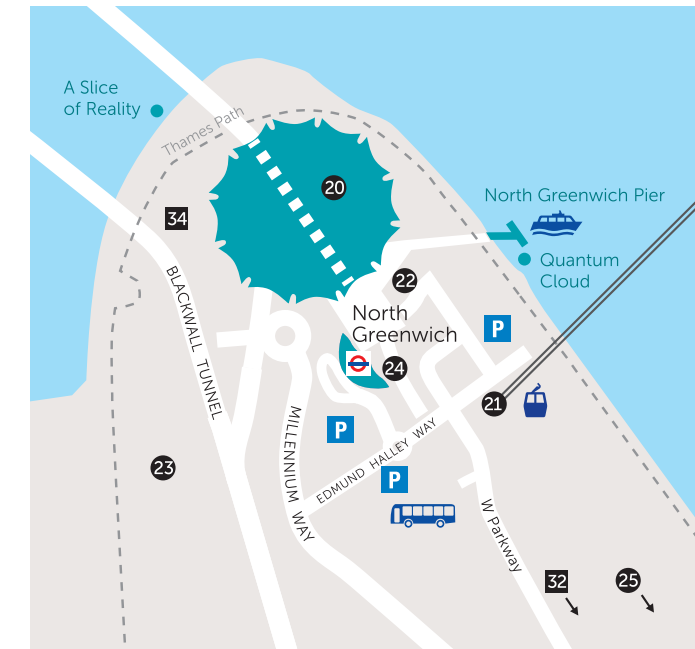 A Slice
of Reality
Thames Path
20
North Greenwich Pier
34
Quantum
Cloud
22
BLACKWALL TUNNEL
North
Greenwich
P
24
21
MILLENNIUM WAY
P
EDMUND HALLEY WAY
23
P
W Parkway
32
25